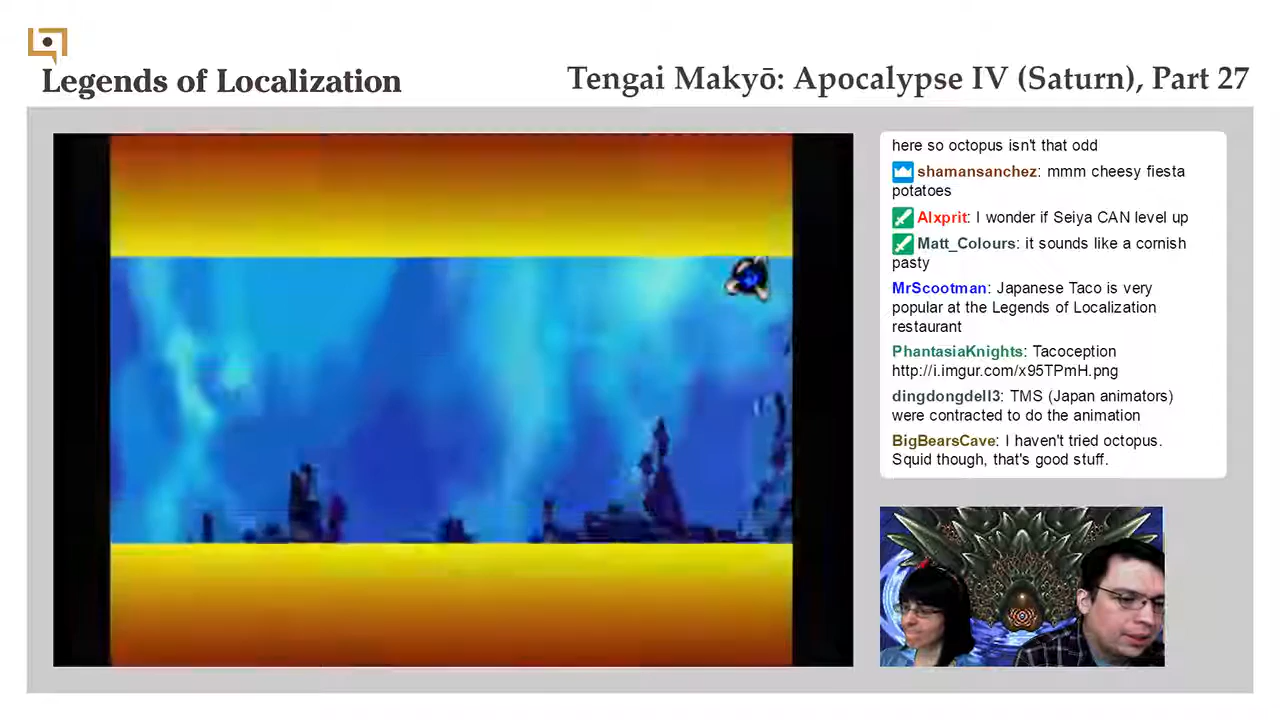 Legends of Localization
Tengai Makyō: Apocalypse IV (Saturn), Part 27
here so octopus isn't that odd
shamansanchez: mmm cheesy fiesta
potatoes
Alxprit: I wonder if Seiya CAN level up
Matt_Colours: it sounds like a cornish
pasty
MrScootman: Japanese Taco is very
popular at the Legends of Localization
restaurant
PhantasiaKnights: Tacoception
http://i.imgur.com/x95TPmH.png
dingdongdell3: TMS (Japan animators)
were contracted to do the animation
BigBearsCave: I haven't tried octopus.
Squid though, that's good stuff.